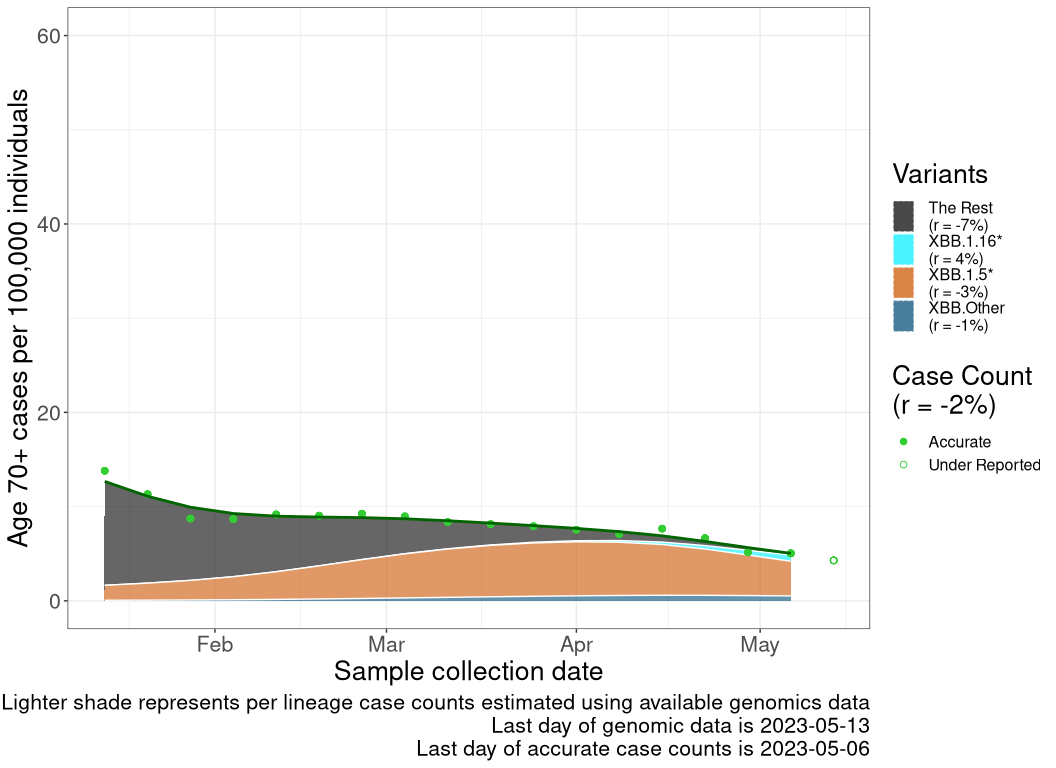 Age 70+ cases per 100,000 individuals
60
40
20
0
Feb
Mar
Apr
May
Sample collection date
Variants
The Rest
(r = -7%)
XBB.1.16*
(r = 4%)
XBB.1.5*
(r = -3%)
XBB.Other
(r = -1%)
Case Count
(r = -2%)
Accurate
Under Reported
Lighter shade represents per lineage case counts estimated using available genomics data
Last day of genomic data is 2023-05-13
Last day of accurate case counts is 2023-05-06